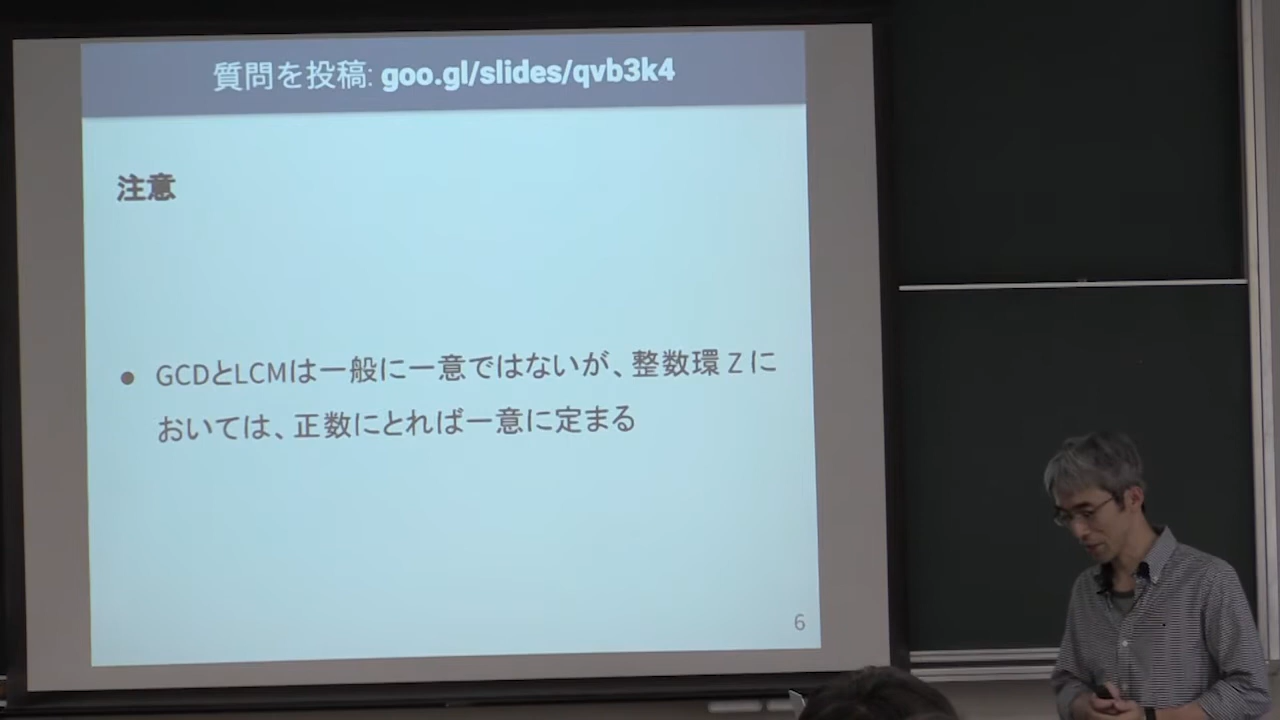 質問を投稿: goo.gl/slides/qvb3k4
注意
● GCDとLCMは一般に一意ではないが、整数環 Z に
おいては、正数にとれば一意に定まる
6